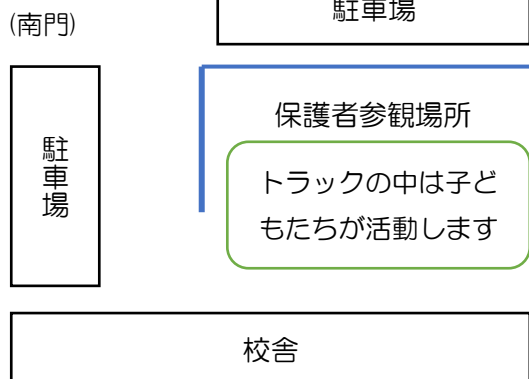 駐車場
(南門)
保護者参観場所
駐車場
トラックの中は子ど
もたちが活動します
校舎